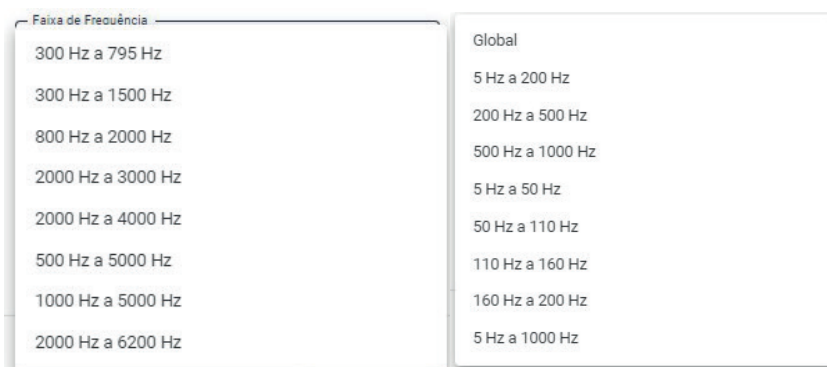 Faixa de Frequência
300 Hz a 795 Hz
300 Hz a 1500 Hz
800 Hz a 2000 Hz
2000 Hz a 3000 Hz
2000 Hz a 4000 Hz
500 Hz a 5000 Hz
1000 Hz a 5000 Hz
2000 Hz a 6200 Hz
Global
5 Hz a 200 Hz
200 Hz a 500 Hz
500 Hz a 1000 Hz
5 Hz a 50 Hz
50 Hz a 110 Hz
110 Hz a 160 Hz
160 Hz a 200 Hz
5 Hz a 1000 Hz